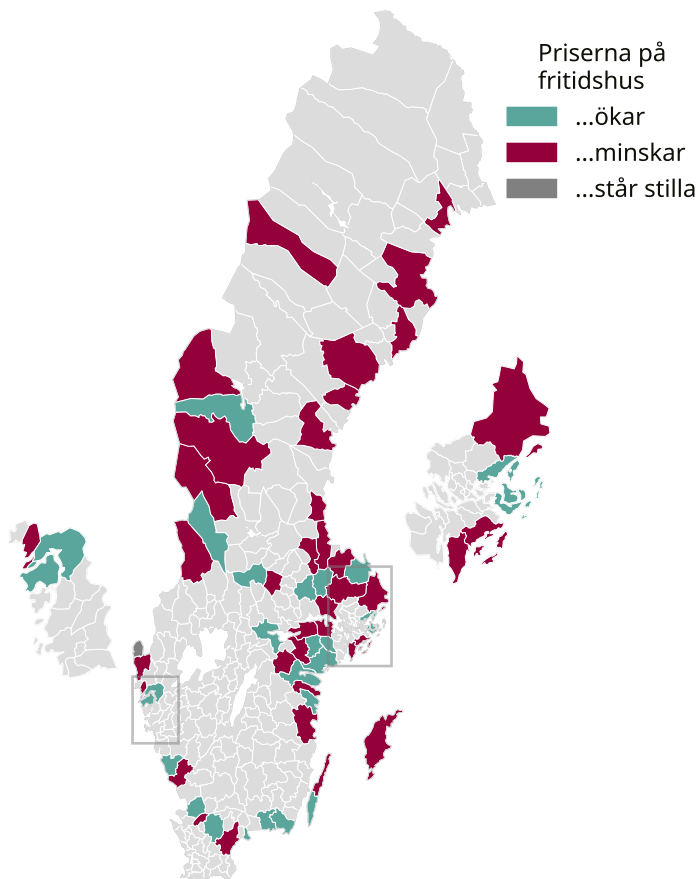 Priserna på
fritidshus
...ökar
...minskar
...står stilla